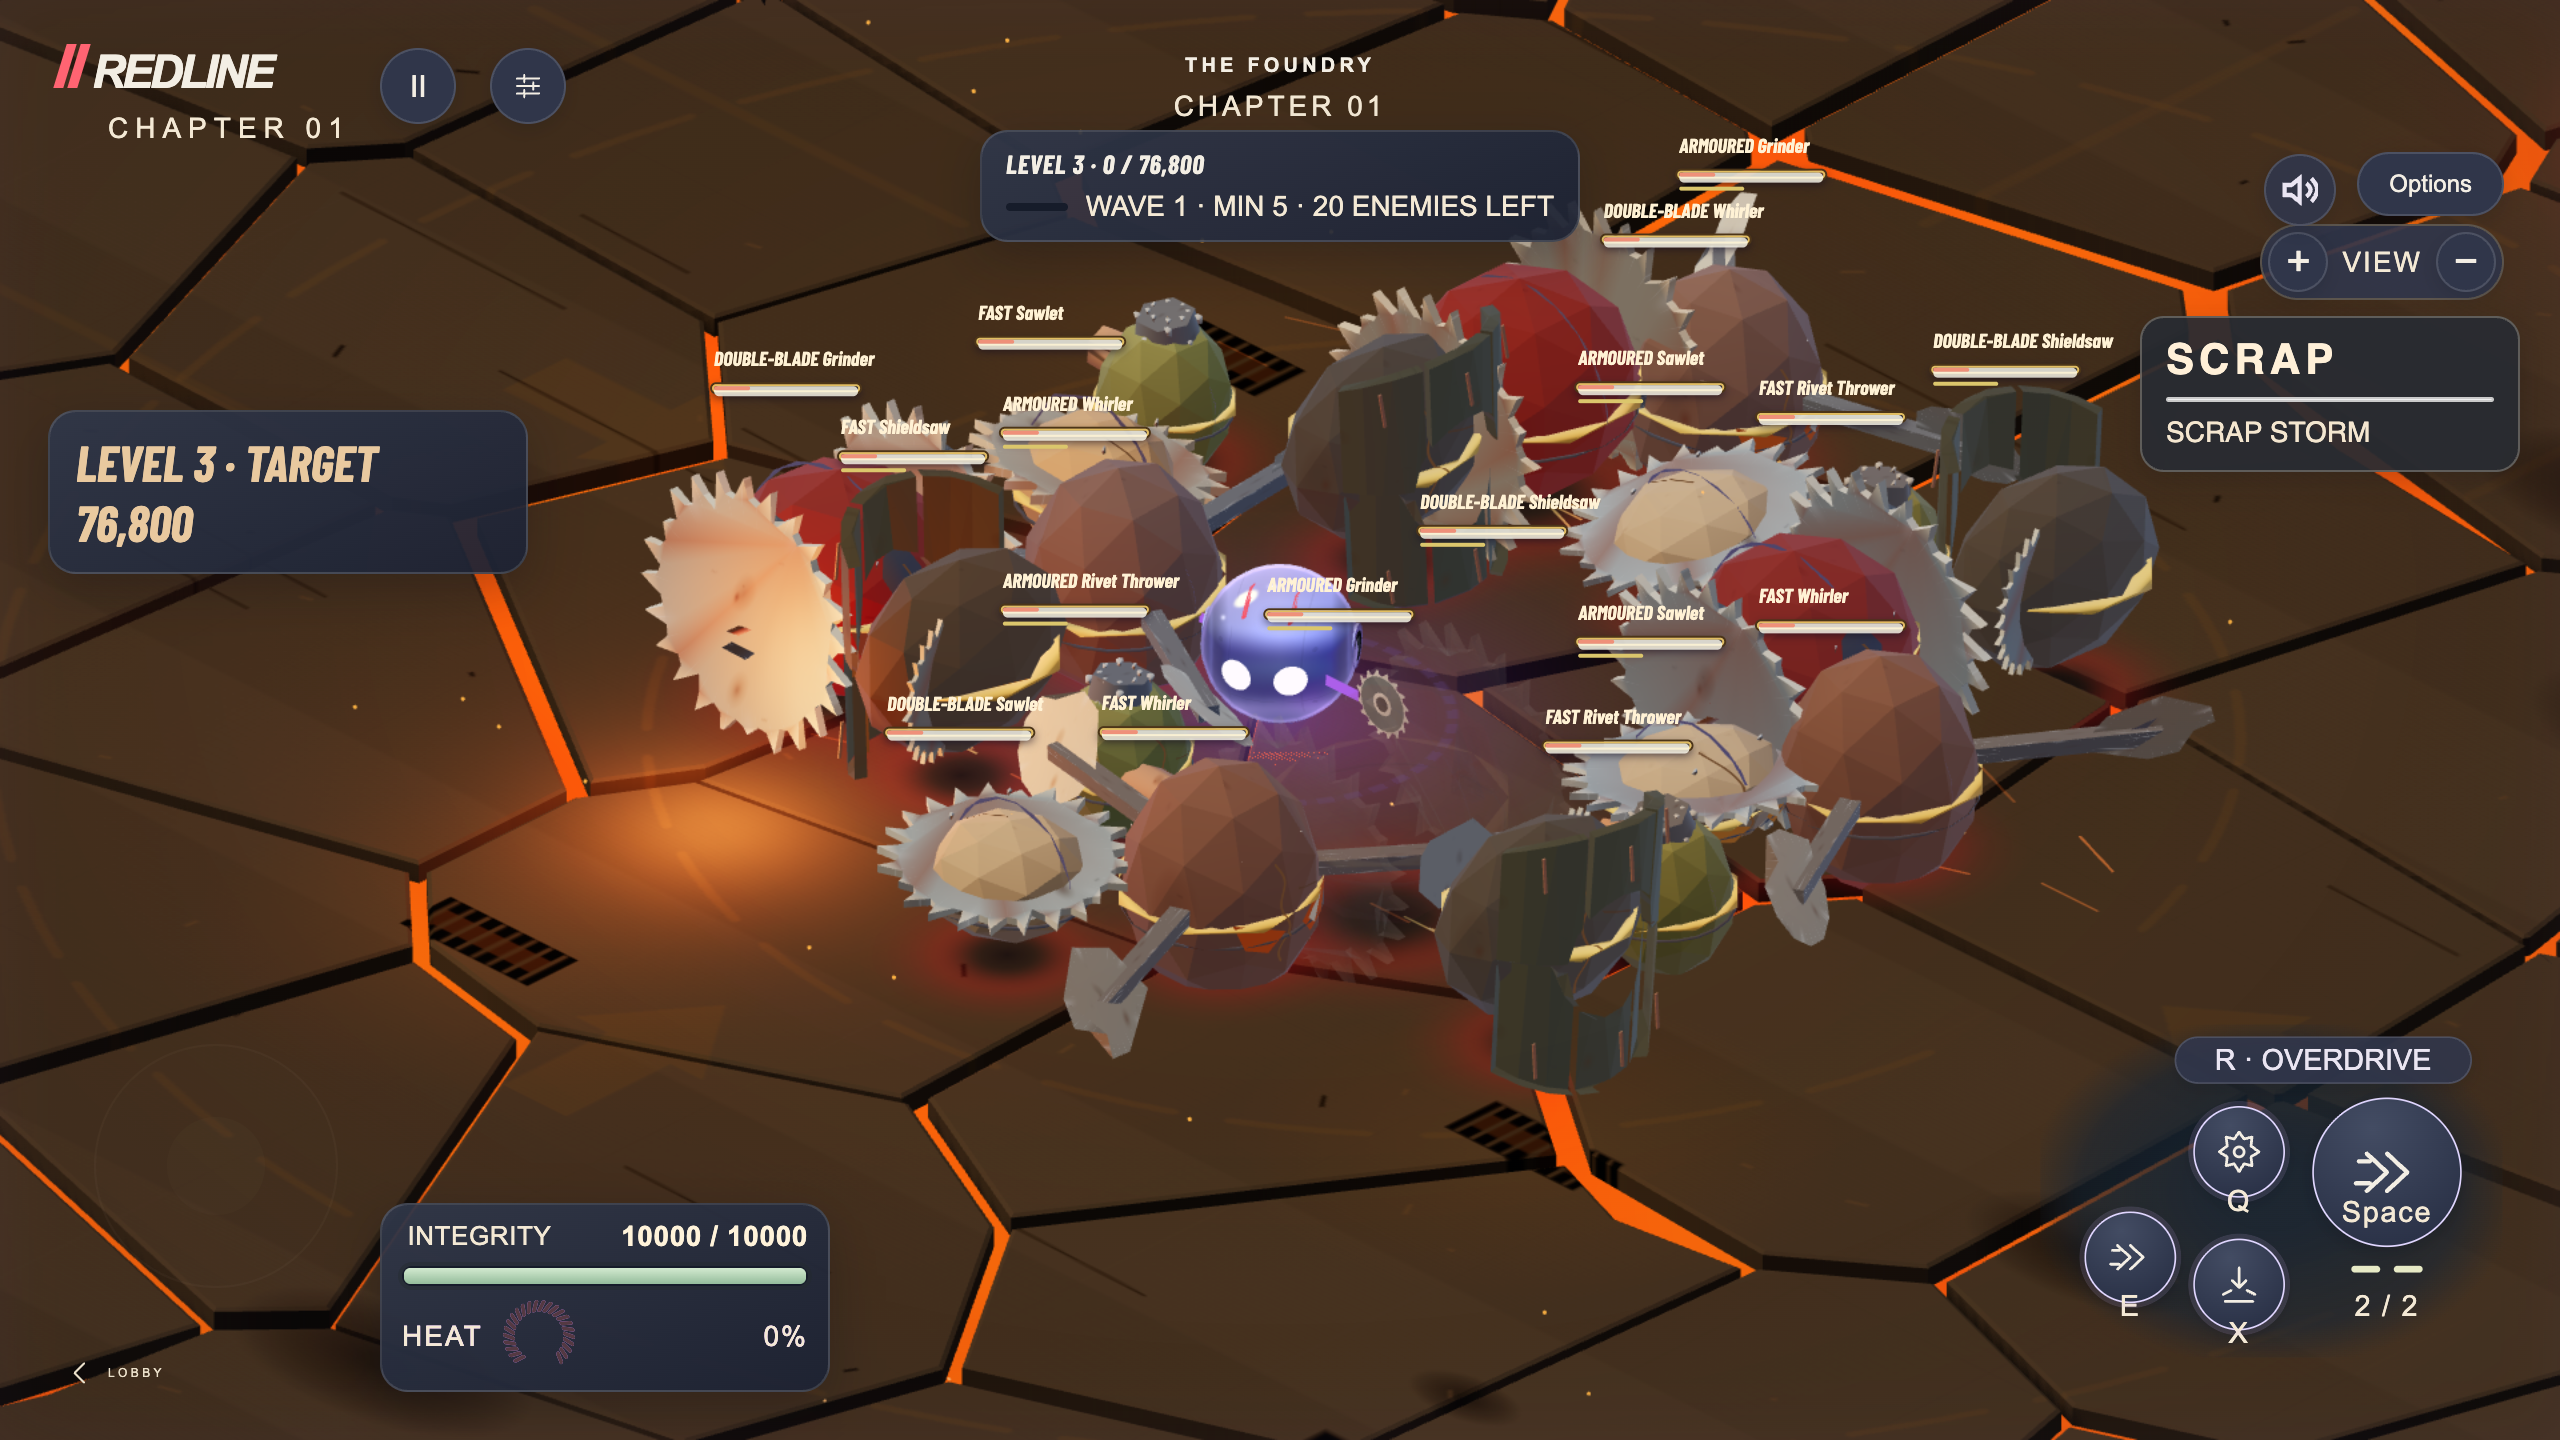 REDLINE
CHAPTER 01
THE FOUNDRY
CHAPTER 01
LEVEL 3 · 0 / 76,800
WAVE 1 · MIN 5 · 20 ENEMIES LEFT
Options
+ VIEW −
SCRAP
SCRAP STORM
LEVEL 3 · TARGET
76,800
ARMOURED Grinder
DOUBLE-BLADE Whirler
FAST Sawlet
DOUBLE-BLADE Shieldsaw
DOUBLE-BLADE Grinder
ARMOURED Sawlet
FAST Rivet Thrower
ARMOURED Whirler
FAST Shieldsaw
DOUBLE-BLADE Shieldsaw
ARMOURED Rivet Thrower
ARMOURED Grinder
FAST Whirler
ARMOURED Sawlet
DOUBLE-BLADE Sawlet
FAST Whirler
FAST Rivet Thrower
R · OVERDRIVE
Q
Space
E
X
2 / 2
INTEGRITY 10000 / 10000
HEAT 0%
LOBBY